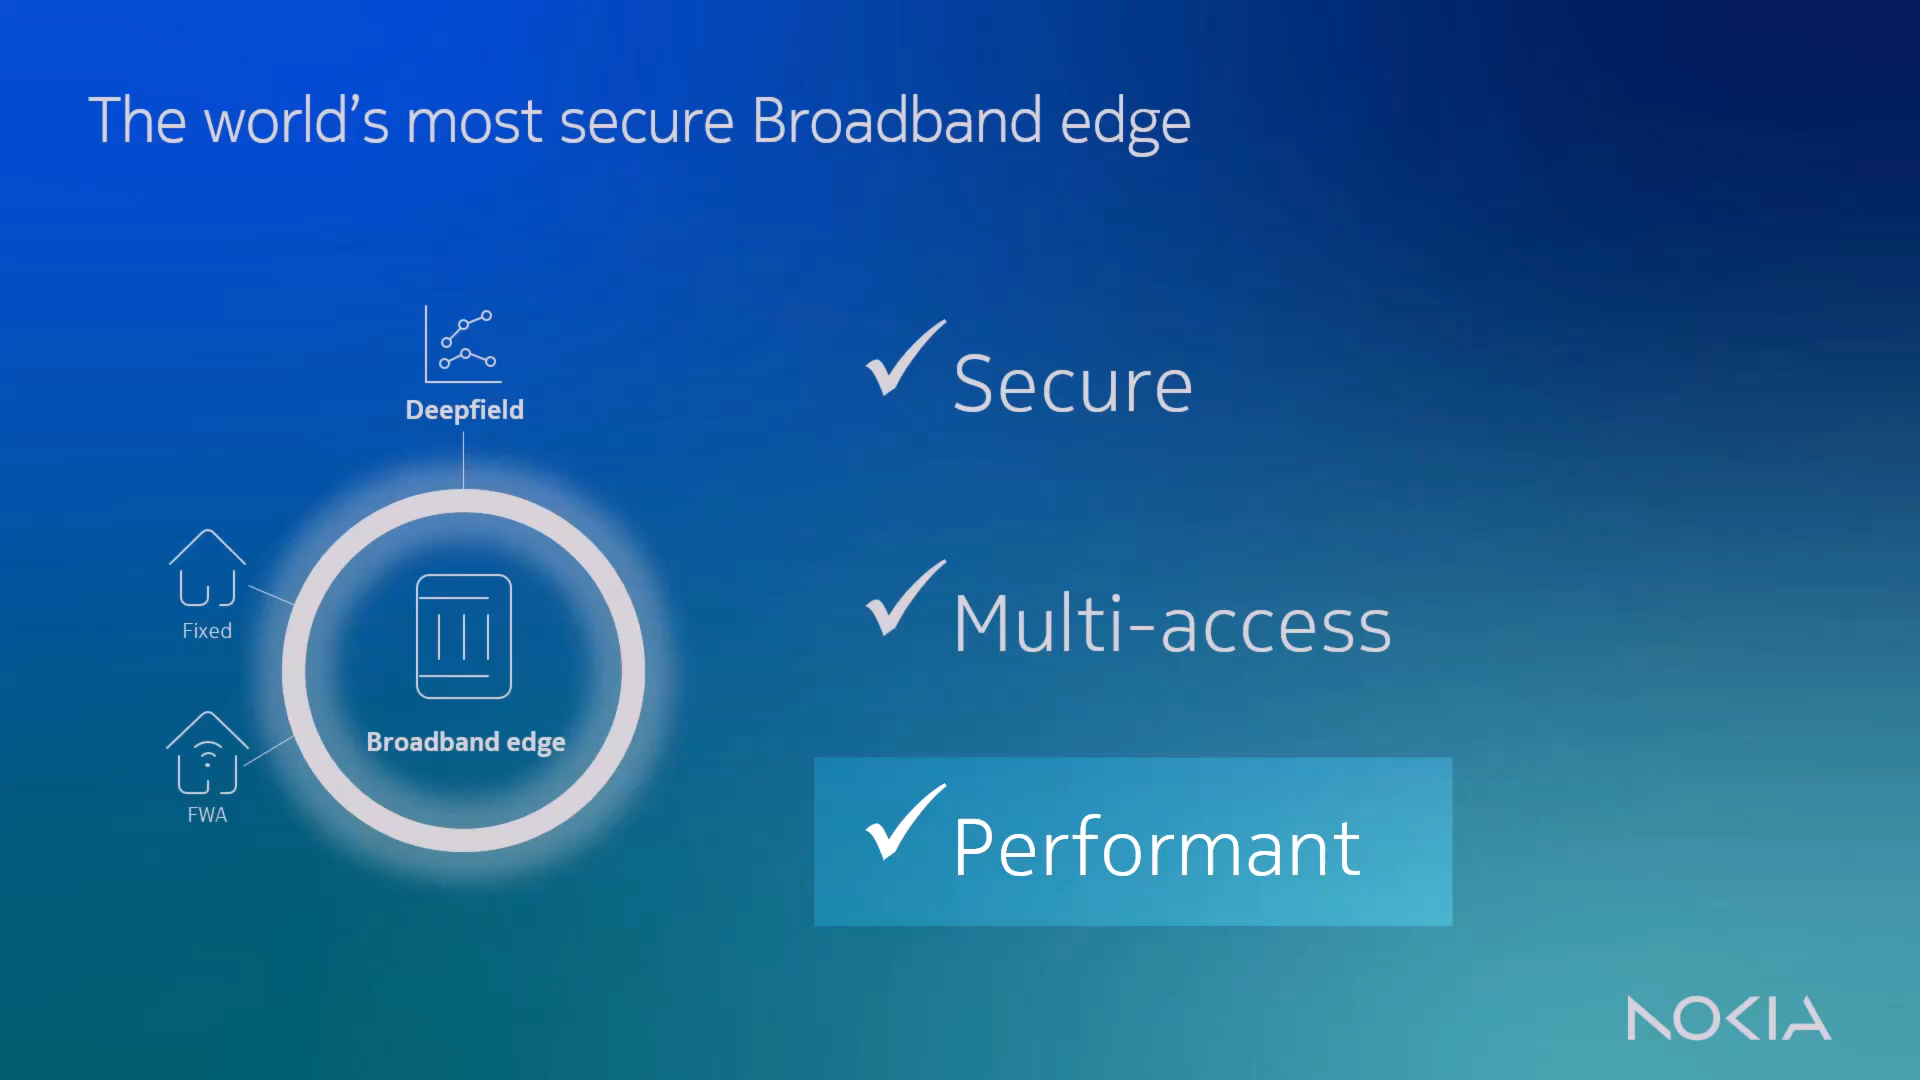 The world’s most secure Broadband edge
Deepfield
Fixed
Broadband edge
FWA
Secure
Multi-access
Performant
NOKIA